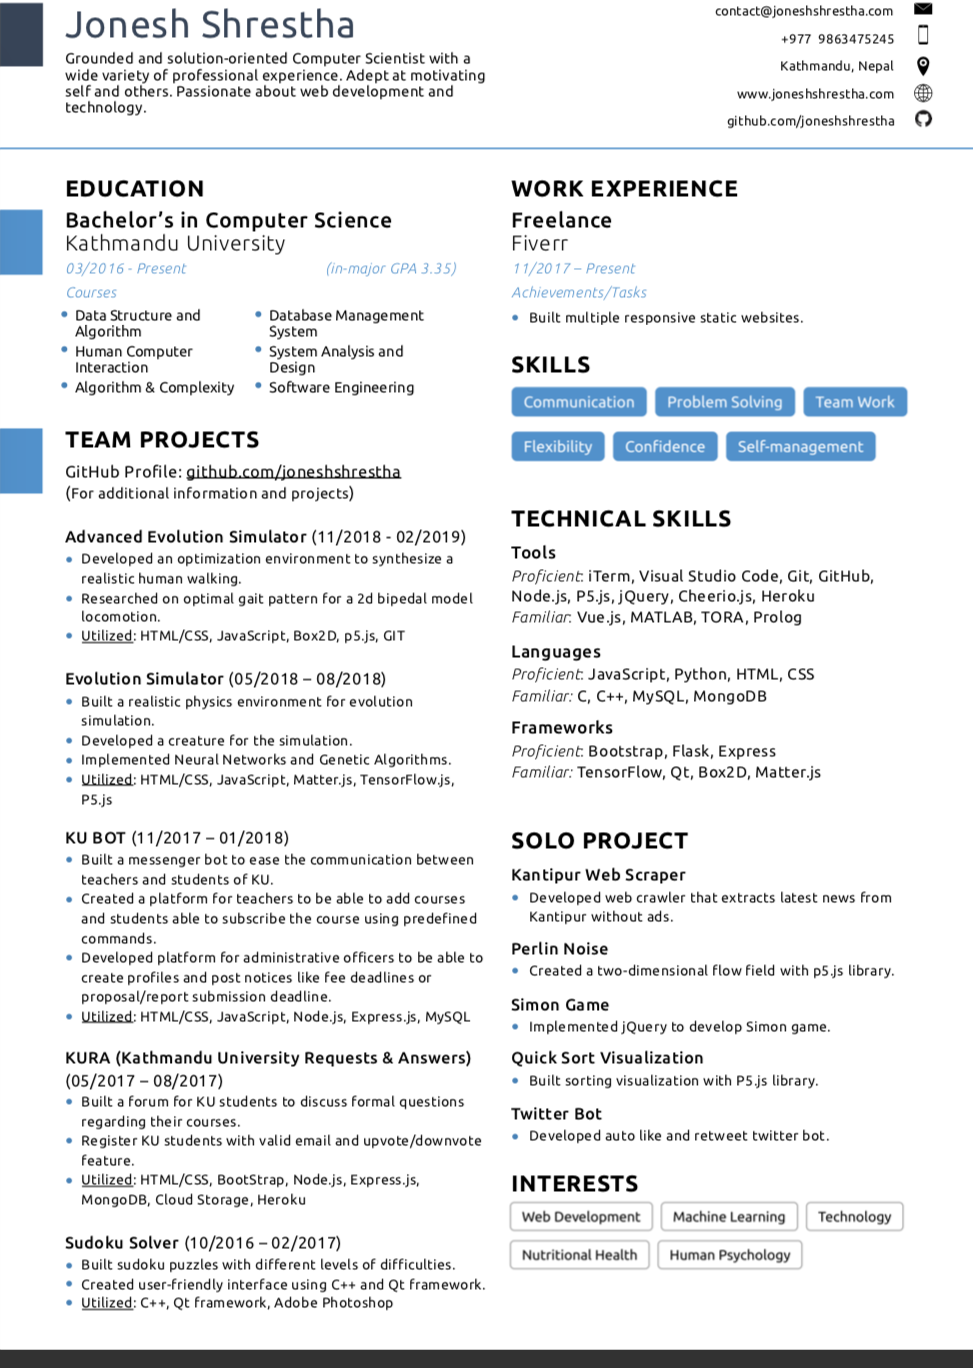 Jonesh Shrestha
Grounded and solution-oriented Computer Scientist with a
wide variety of professional experience. Adept at motivating
self and others. Passionate about web development and
technology.
contact@joneshshrestha.com
+977 9863475245
Kathmandu, Nepal
www.joneshshrestha.com
github.com/joneshshrestha
EDUCATION
Bachelor's in Computer Science
Kathmandu University
03/2016 - Present (in-major GPA 3.35)
Courses
• Data Structure and
Algorithm
• Human Computer
Interaction
• Algorithm & Complexity
• Database Management
System
• System Analysis and
Design
• Software Engineering
TEAM PROJECTS
GitHub Profile: github.com/joneshshrestha
(For additional information and projects)
Advanced Evolution Simulator (11/2018 - 02/2019)
• Developed an optimization environment to synthesize a
realistic human walking.
• Researched on optimal gait pattern for a 2d bipedal model
locomotion.
• Utilized: HTML/CSS, JavaScript, Box2D, p5.js, GIT
Evolution Simulator (05/2018 – 08/2018)
• Built a realistic physics environment for evolution
simulation.
• Developed a creature for the simulation.
• Implemented Neural Networks and Genetic Algorithms.
• Utilized: HTML/CSS, JavaScript, Matter.js, TensorFlow.js,
P5.js
KU BOT (11/2017 – 01/2018)
• Built a messenger bot to ease the communication between
teachers and students of KU.
• Created a platform for teachers to be able to add courses
and students able to subscribe the course using predefined
commands.
• Developed platform for administrative officers to be able to
create profiles and post notices like fee deadlines or
proposal/report submission deadline.
• Utilized: HTML/CSS, JavaScript, Node.js, Express.js, MySQL
KURA (Kathmandu University Requests & Answers)
(05/2017 – 08/2017)
• Built a forum for KU students to discuss formal questions
regarding their courses.
• Register KU students with valid email and upvote/downvote
feature.
• Utilized: HTML/CSS, BootStrap, Node.js, Express.js,
MongoDB, Cloud Storage, Heroku
Sudoku Solver (10/2016 – 02/2017)
• Built sudoku puzzles with different levels of difficulties.
• Created user-friendly interface using C++ and Qt framework.
• Utilized: C++, Qt framework, Adobe Photoshop
WORK EXPERIENCE
Freelance
Fiverr
11/2017 – Present
Achievements/Tasks
• Built multiple responsive static websites.
SKILLS
Communication Problem Solving Team Work
Flexibility Confidence Self-management
TECHNICAL SKILLS
Tools
Proficient: iTerm, Visual Studio Code, Git, GitHub,
Node.js, P5.js, jQuery, Cheerio.js, Heroku
Familiar: Vue.js, MATLAB, TORA, Prolog
Languages
Proficient: JavaScript, Python, HTML, CSS
Familiar: C, C++, MySQL, MongoDB
Frameworks
Proficient: Bootstrap, Flask, Express
Familiar: TensorFlow, Qt, Box2D, Matter.js
SOLO PROJECT
Kantipur Web Scraper
• Developed web crawler that extracts latest news from
Kantipur without ads.
Perlin Noise
• Created a two-dimensional flow field with p5.js library.
Simon Game
• Implemented jQuery to develop Simon game.
Quick Sort Visualization
• Built sorting visualization with P5.js library.
Twitter Bot
• Developed auto like and retweet twitter bot.
INTERESTS
Web Development Machine Learning Technology
Nutritional Health Human Psychology